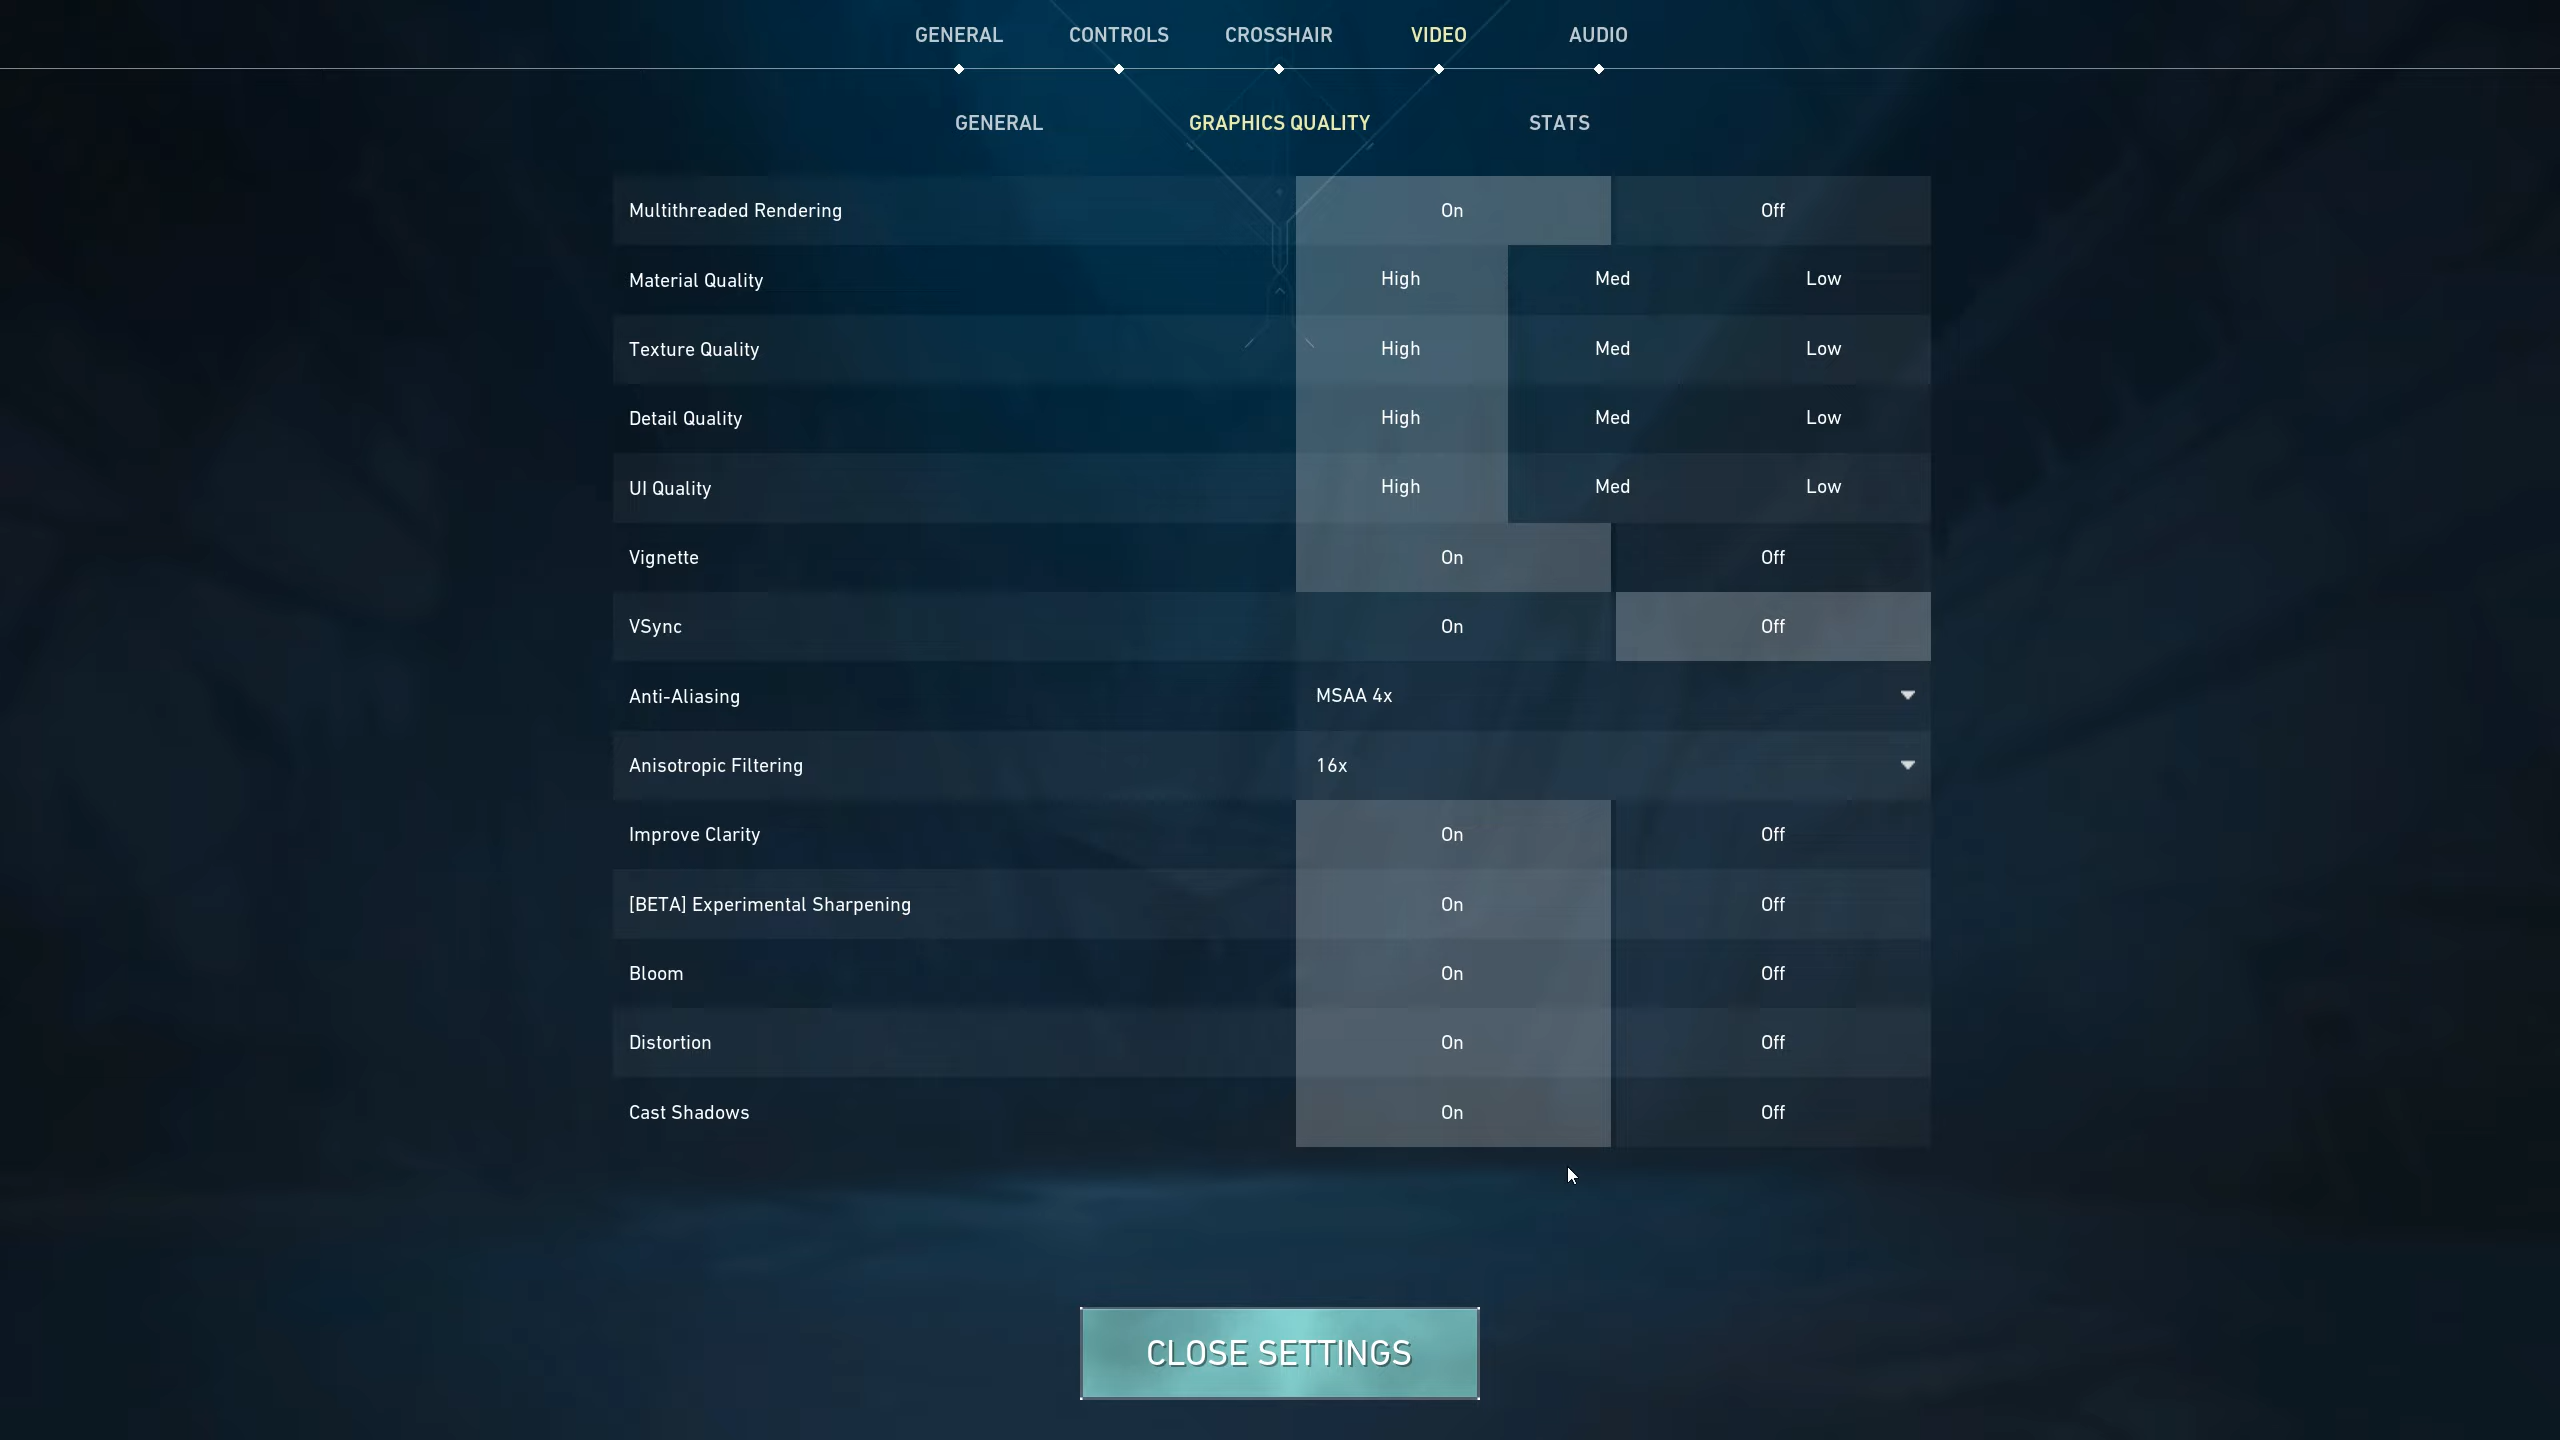 GENERAL CONTROLS CROSSHAIR VIDEO AUDIO
GENERAL GRAPHICS QUALITY STATS
Multithreaded Rendering On Off
Material Quality High Med Low
Texture Quality High Med Low
Detail Quality High Med Low
UI Quality High Med Low
Vignette On Off
VSync On Off
Anti-Aliasing MSAA 4x
Anisotropic Filtering 16x
Improve Clarity On Off
[BETA] Experimental Sharpening On Off
Bloom On Off
Distortion On Off
Cast Shadows On Off
CLOSE SETTINGS